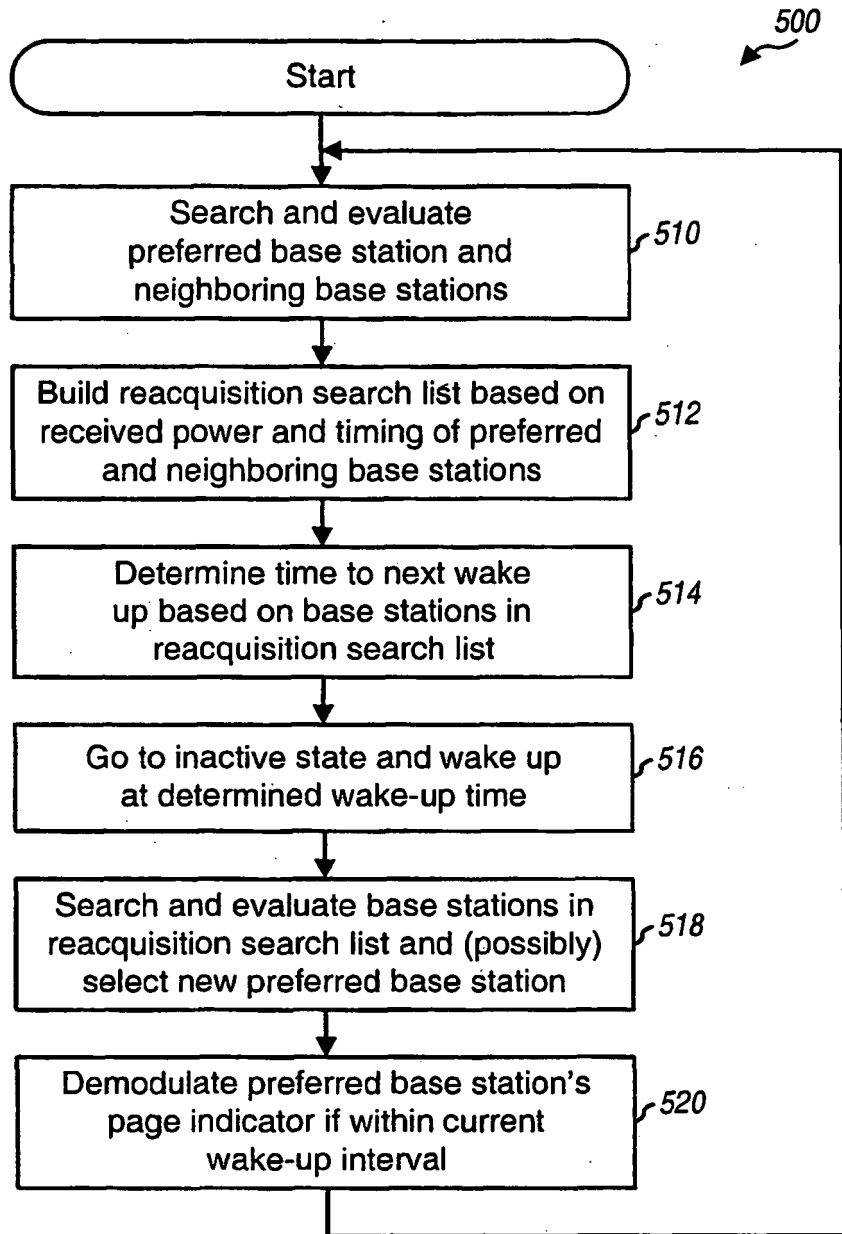 500
Start
Search and evaluate
preferred base station and
neighboring base stations
510
Build reacquisition search list based on
received power and timing of preferred
and neighboring base stations
512
Determine time to next wake
up based on base stations in
reacquisition search list
514
Go to inactive state and wake up
at determined wake-up time
516
Search and evaluate base stations in
reacquisition search list and (possibly)
select new preferred base station
518
Demodulate preferred base station's
page indicator if within current
wake-up interval
520